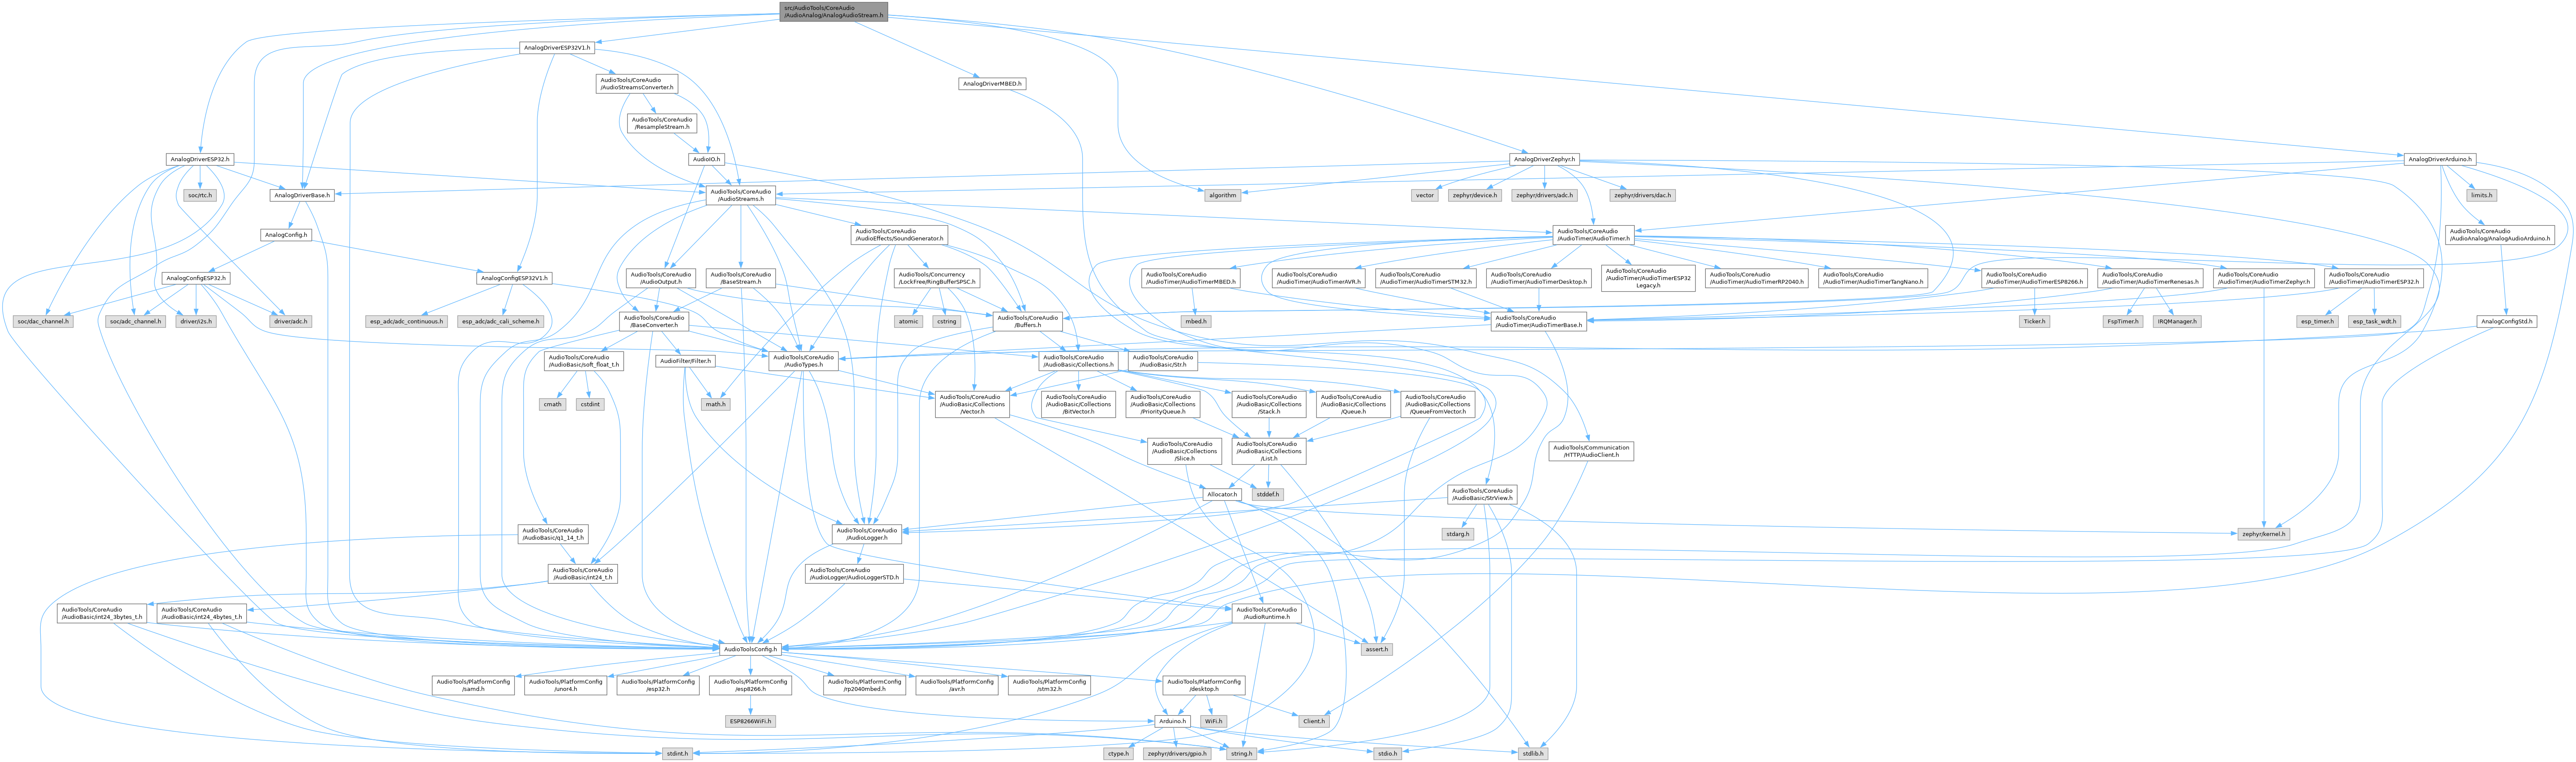 src/AudioTools/CoreAudio
/AudioAnalog/AnalogAudioStream.h
AnalogDriverESP32V1.h
AudioTools/CoreAudio
/AudioStreamsConverter.h
AnalogDriverMBED.h
AudioTools/CoreAudio
/ResampleStream.h
AnalogDriverESP32.h
AudioIO.h
AnalogDriverZephyr.h
AnalogDriverArduino.h
soc/rtc.h
AnalogDriverBase.h
AudioTools/CoreAudio
/AudioStreams.h
algorithm
vector
zephyr/device.h
zephyr/drivers/adc.h
zephyr/drivers/dac.h
limits.h
AnalogConfig.h
AudioTools/CoreAudio
/AudioEffects/SoundGenerator.h
AudioTools/CoreAudio
/AudioTimer/AudioTimer.h
AudioTools/CoreAudio
/AudioAnalog/AnalogAudioArduino.h
AnalogConfigESP32.h
AnalogConfigESP32V1.h
AudioTools/CoreAudio
/AudioOutput.h
AudioTools/CoreAudio
/BaseStream.h
AudioTools/Concurrency
/LockFree/RingBufferSPSC.h
AudioTools/CoreAudio
/AudioTimer/AudioTimerMBED.h
AudioTools/CoreAudio
/AudioTimer/AudioTimerAVR.h
AudioTools/CoreAudio
/AudioTimer/AudioTimerSTM32.h
AudioTools/CoreAudio
/AudioTimer/AudioTimerDesktop.h
AudioTools/CoreAudio
/AudioTimer/AudioTimerESP32
Legacy.h
AudioTools/CoreAudio
/AudioTimer/AudioTimerRP2040.h
AudioTools/CoreAudio
/AudioTimer/AudioTimerTangNano.h
AudioTools/CoreAudio
/AudioTimer/AudioTimerESP8266.h
AudioTools/CoreAudio
/AudioTimer/AudioTimerRenesas.h
AudioTools/CoreAudio
/AudioTimer/AudioTimerZephyr.h
AudioTools/CoreAudio
/AudioTimer/AudioTimerESP32.h
soc/dac_channel.h
soc/adc_channel.h
driver/i2s.h
driver/adc.h
esp_adc/adc_continuous.h
esp_adc/adc_cali_scheme.h
AudioTools/CoreAudio
/BaseConverter.h
atomic
cstring
AudioTools/CoreAudio
/Buffers.h
mbed.h
AudioTools/CoreAudio
/AudioTimer/AudioTimerBase.h
Ticker.h
FspTimer.h
IRQManager.h
esp_timer.h
esp_task_wdt.h
AnalogConfigStd.h
AudioTools/CoreAudio
/AudioBasic/soft_float_t.h
AudioFilter/Filter.h
AudioTools/CoreAudio
/AudioTypes.h
AudioTools/CoreAudio
/AudioBasic/Collections.h
AudioTools/CoreAudio
/AudioBasic/Str.h
cmath
cstdint
math.h
AudioTools/CoreAudio
/AudioBasic/Collections
/Vector.h
AudioTools/CoreAudio
/AudioBasic/Collections
/BitVector.h
AudioTools/CoreAudio
/AudioBasic/Collections
/PriorityQueue.h
AudioTools/CoreAudio
/AudioBasic/Collections
/Stack.h
AudioTools/CoreAudio
/AudioBasic/Collections
/Queue.h
AudioTools/CoreAudio
/AudioBasic/Collections
/QueueFromVector.h
AudioTools/CoreAudio
/AudioBasic/Collections
/Slice.h
AudioTools/CoreAudio
/AudioBasic/Collections
/List.h
AudioTools/Communication
/HTTP/AudioClient.h
Allocator.h
stddef.h
AudioTools/CoreAudio
/AudioBasic/StrView.h
AudioTools/CoreAudio
/AudioBasic/q1_14_t.h
AudioTools/CoreAudio
/AudioLogger.h
stdarg.h
zephyr/kernel.h
AudioTools/CoreAudio
/AudioBasic/int24_t.h
AudioTools/CoreAudio
/AudioLogger/AudioLoggerSTD.h
AudioTools/CoreAudio
/AudioBasic/int24_3bytes_t.h
AudioTools/CoreAudio
/AudioBasic/int24_4bytes_t.h
AudioTools/CoreAudio
/AudioRuntime.h
AudioToolsConfig.h
assert.h
AudioTools/PlatformConfig
/samd.h
AudioTools/PlatformConfig
/unor4.h
AudioTools/PlatformConfig
/esp32.h
AudioTools/PlatformConfig
/esp8266.h
AudioTools/PlatformConfig
/rp2040mbed.h
AudioTools/PlatformConfig
/avr.h
AudioTools/PlatformConfig
/stm32.h
AudioTools/PlatformConfig
/desktop.h
ESP8266WiFi.h
Arduino.h
WiFi.h
Client.h
stdint.h
ctype.h
zephyr/drivers/gpio.h
string.h
stdio.h
stdlib.h